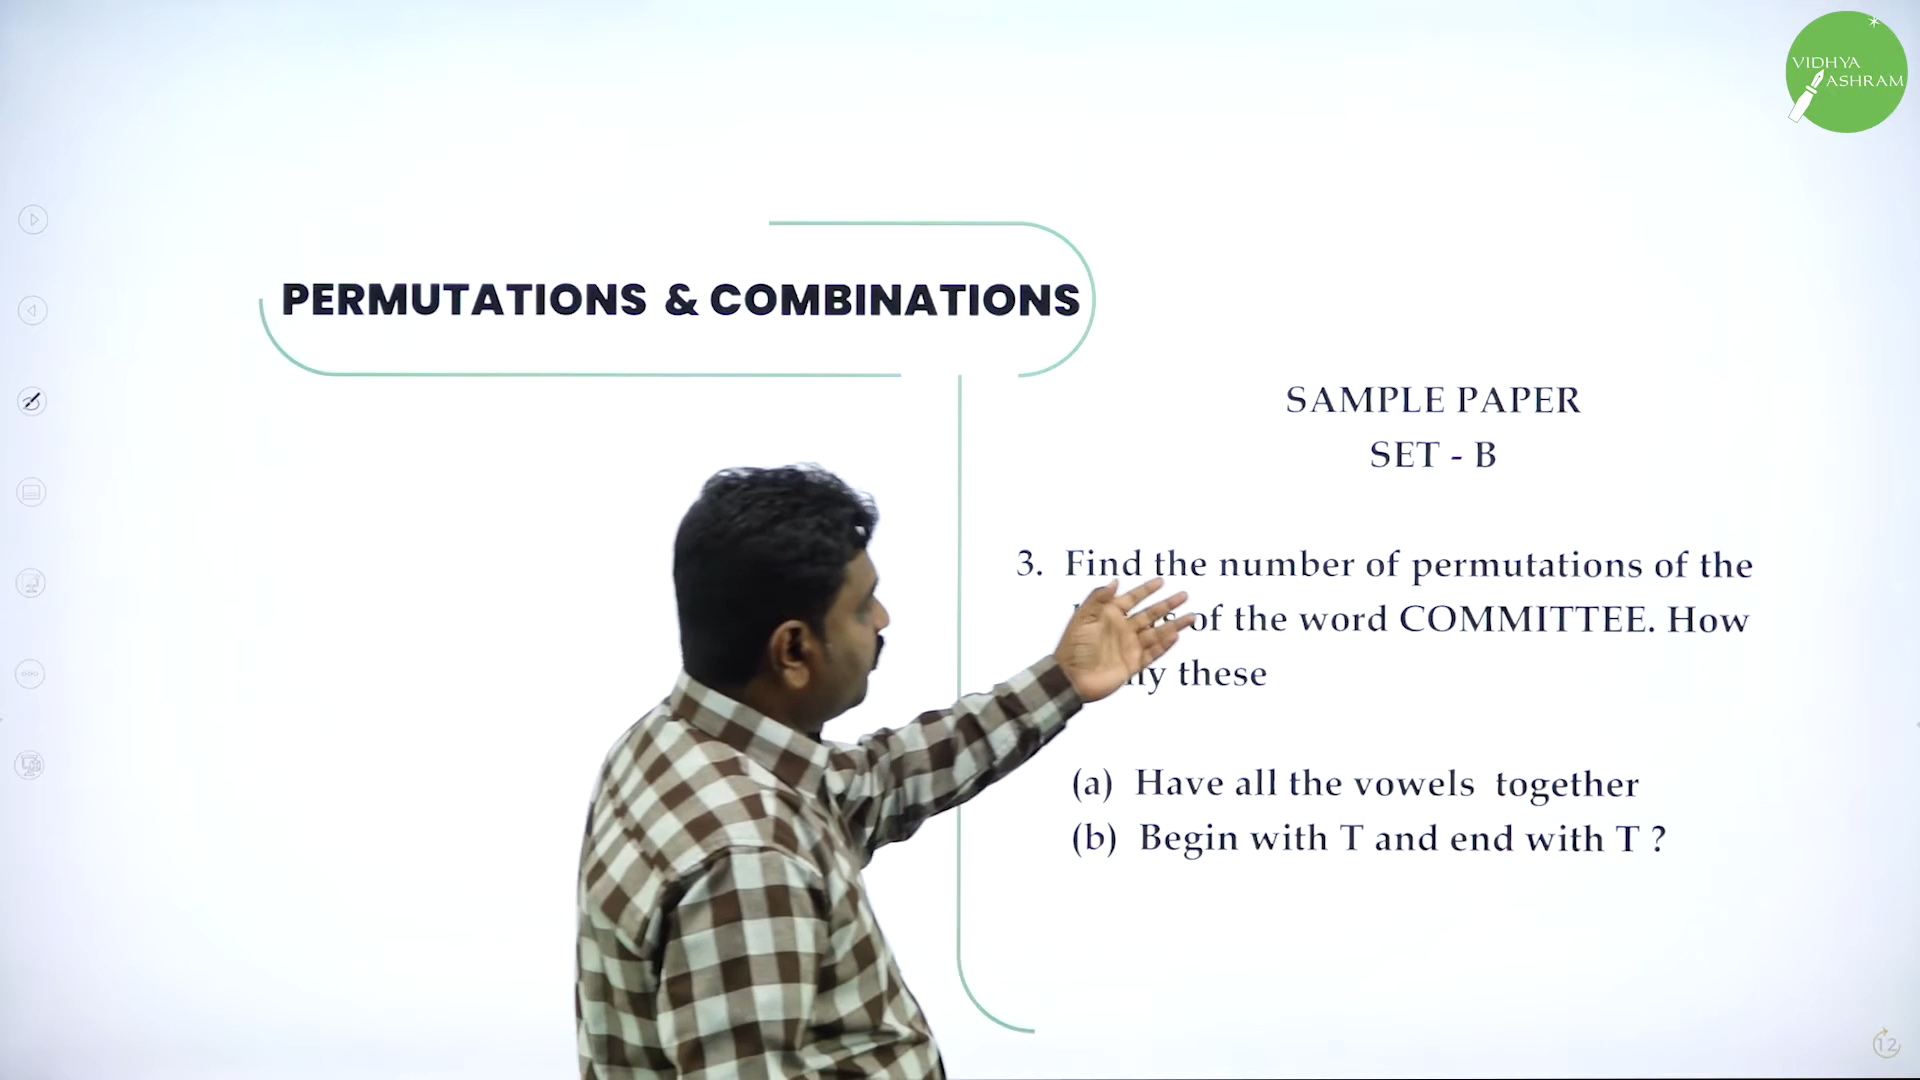 VIDHYA
ASHRAM
PERMUTATIONS & COMBINATIONS
SAMPLE PAPER
SET - B
3. Find the number of permutations of the
of the word COMMITTEE. How
these
(a) Have all the vowels together
(b) Begin with T and end with T ?
12